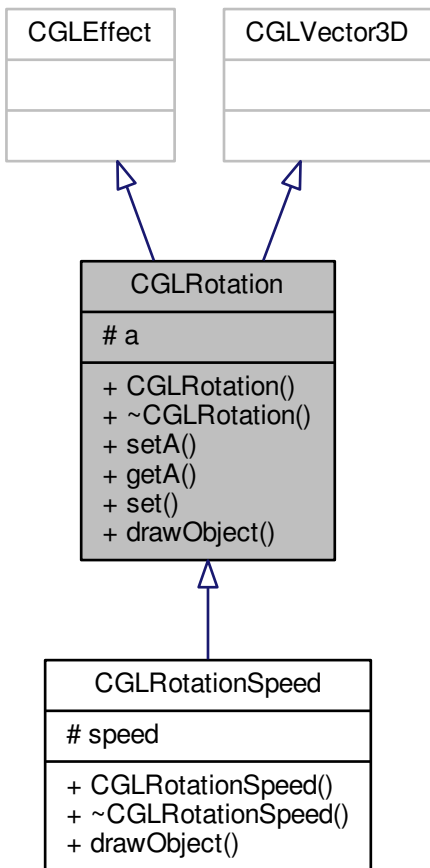 CGLEffect
CGLVector3D
CGLRotation
# a
+ CGLRotation()
+ ~CGLRotation()
+ setA()
+ getA()
+ set()
+ drawObject()
CGLRotationSpeed
# speed
+ CGLRotationSpeed()
+ ~CGLRotationSpeed()
+ drawObject()